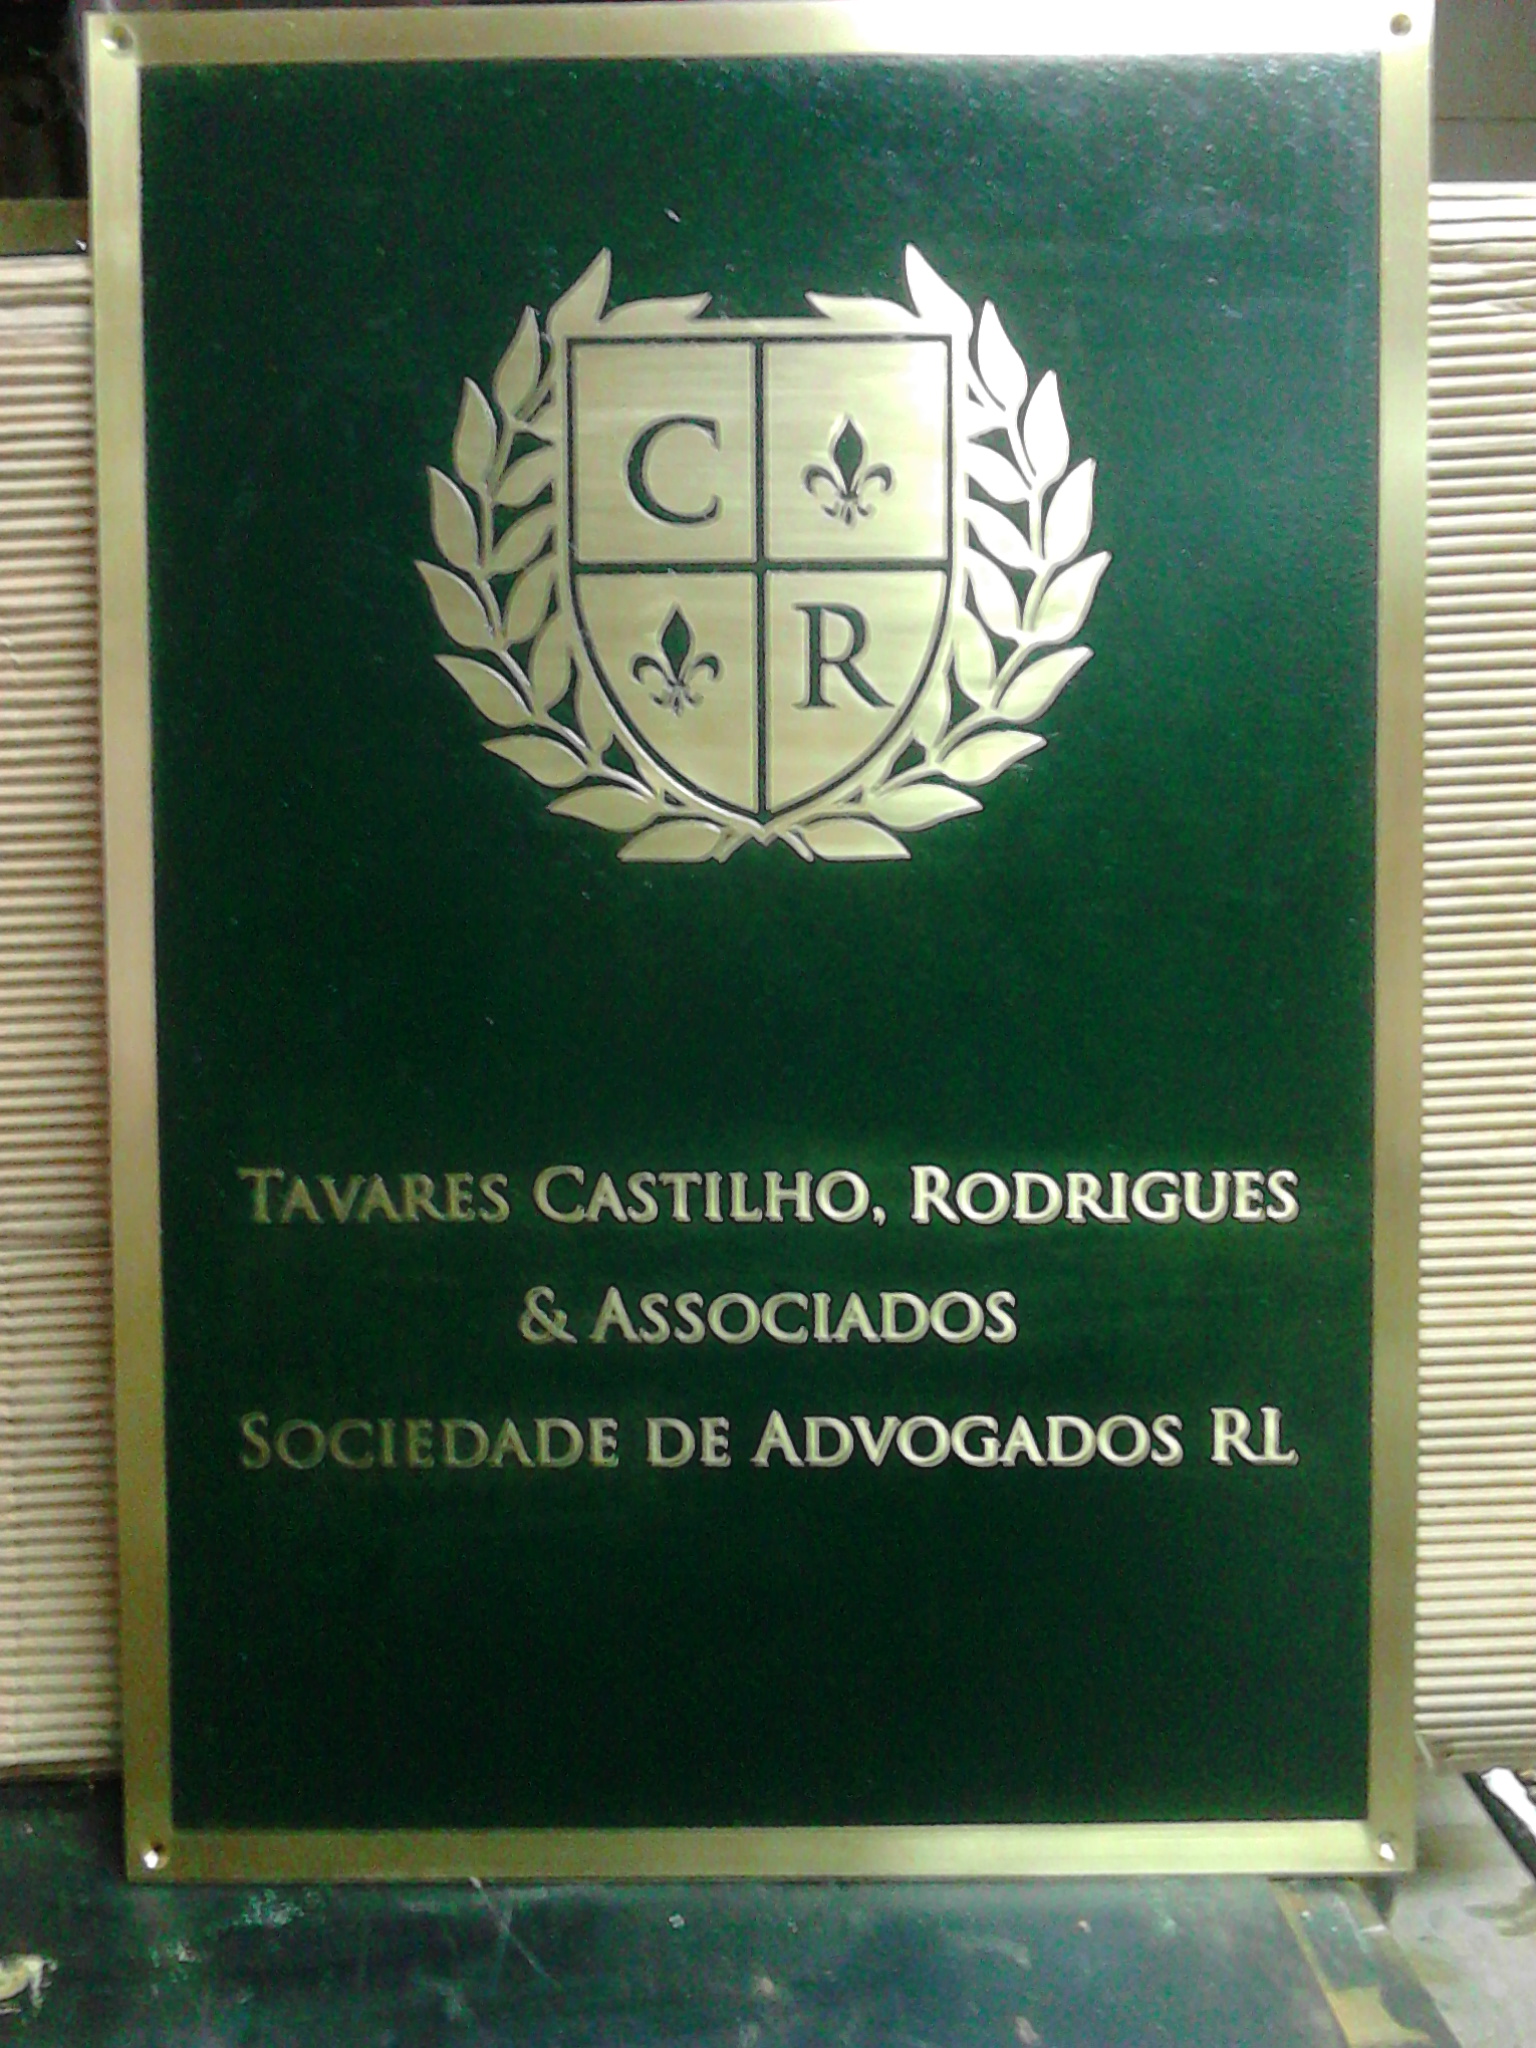 C
R
TAVARES CASTILHO, RODRIGUES
& ASSOCIADOS
SOCIEDADE DE ADVOGADOS RL